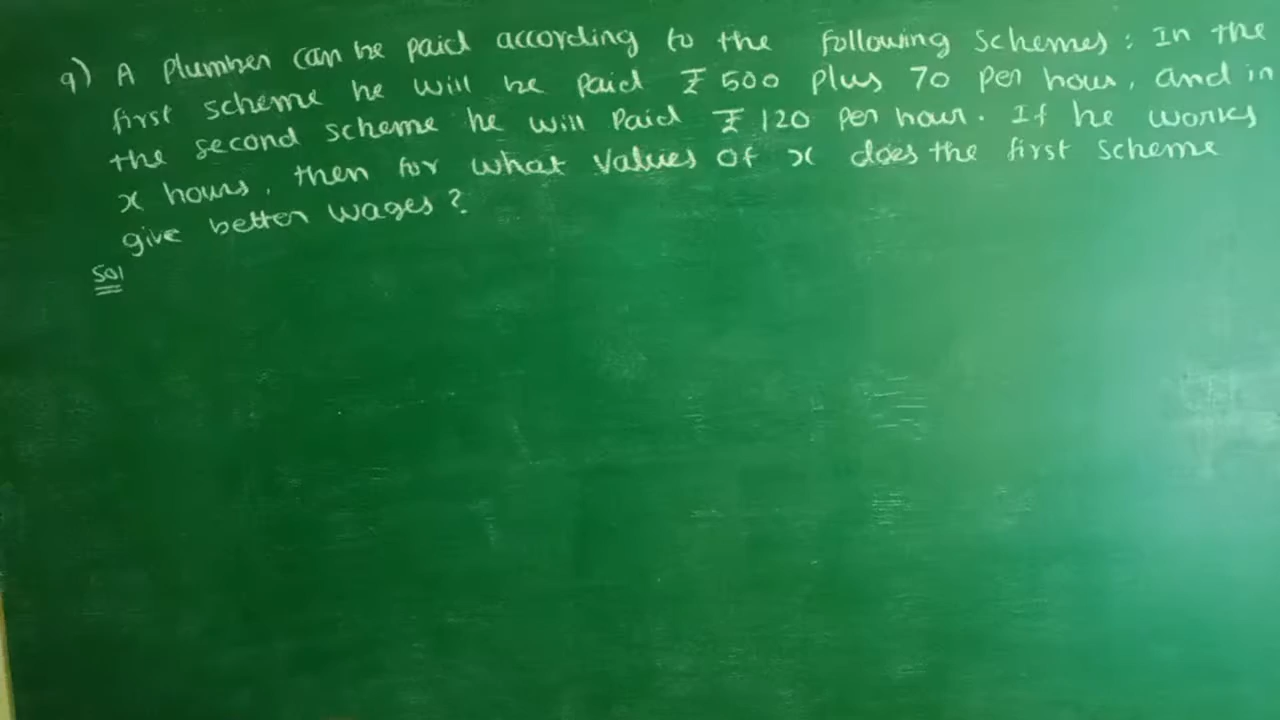 9) A Plumber can be paid according to the following schemes: In the
first scheme he will be paid ₹ 500 plus 70 per hour, and in
the second scheme he will Paid ₹ 120 per hour. If he works
x hours, then for what values of x does the first scheme
give better wages?
Sol